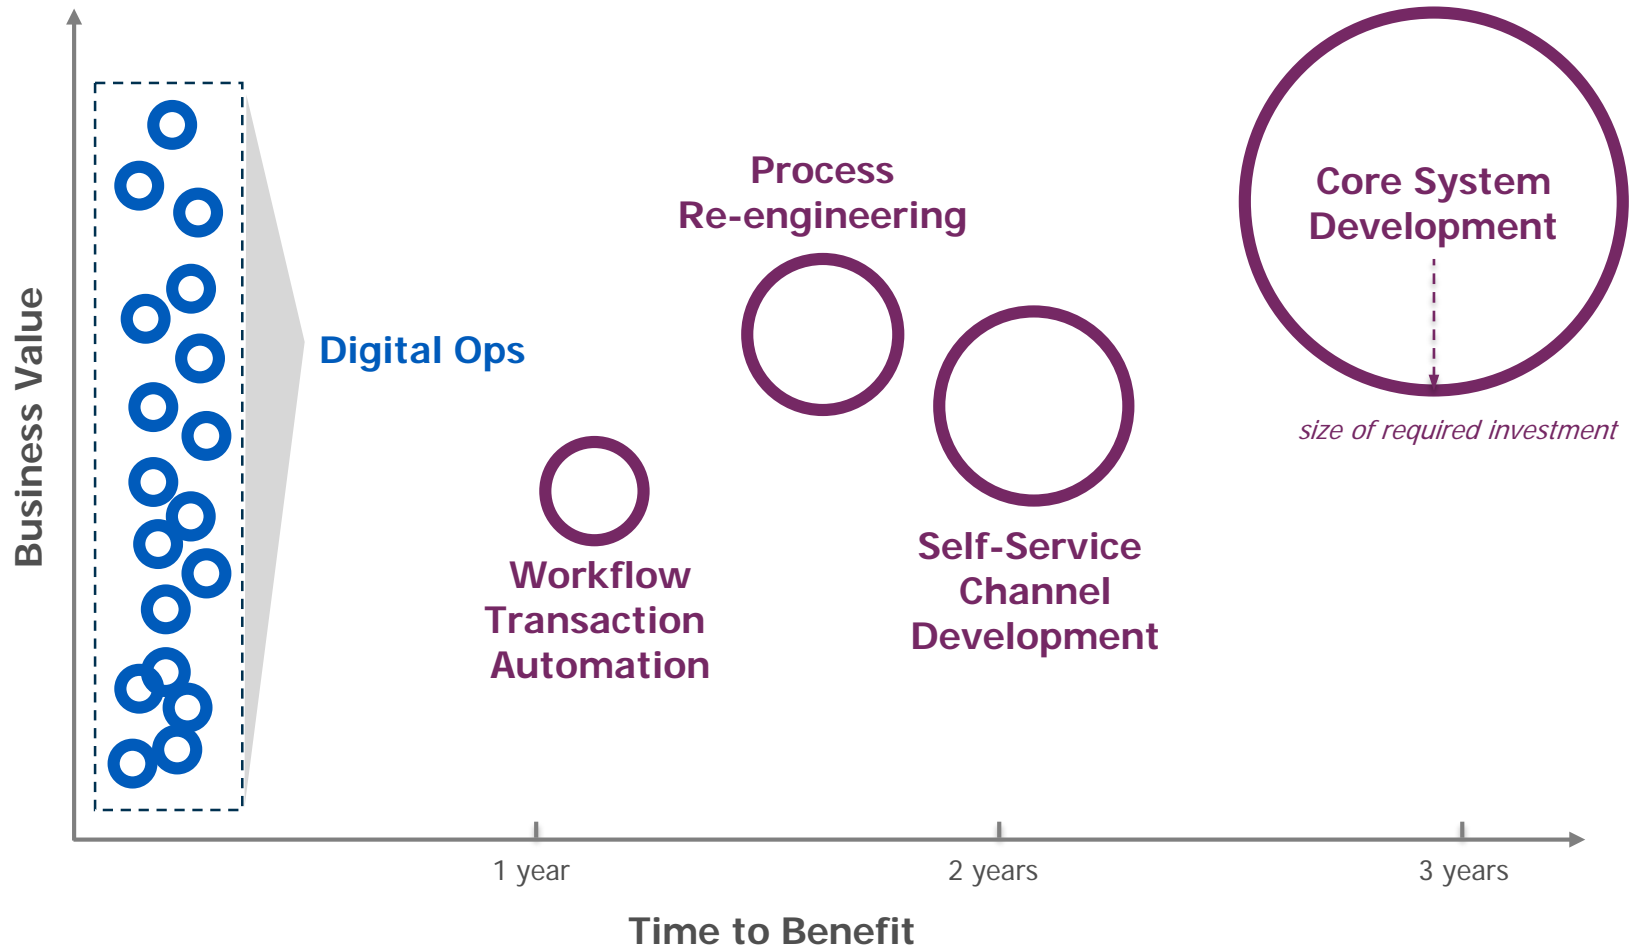 Business Value
Digital Ops
Workflow
Transaction
Automation
Process
Re-engineering
Self-Service
Channel
Development
Core System
Development
size of required investment
1 year
2 years
3 years
Time to Benefit